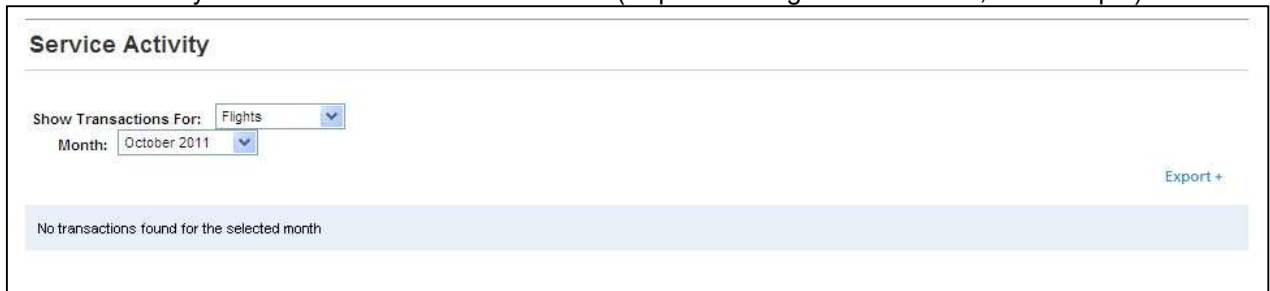 Service Activity
Show Transactions For: Flights
Month: October 2011
Export +
No transactions found for the selected month